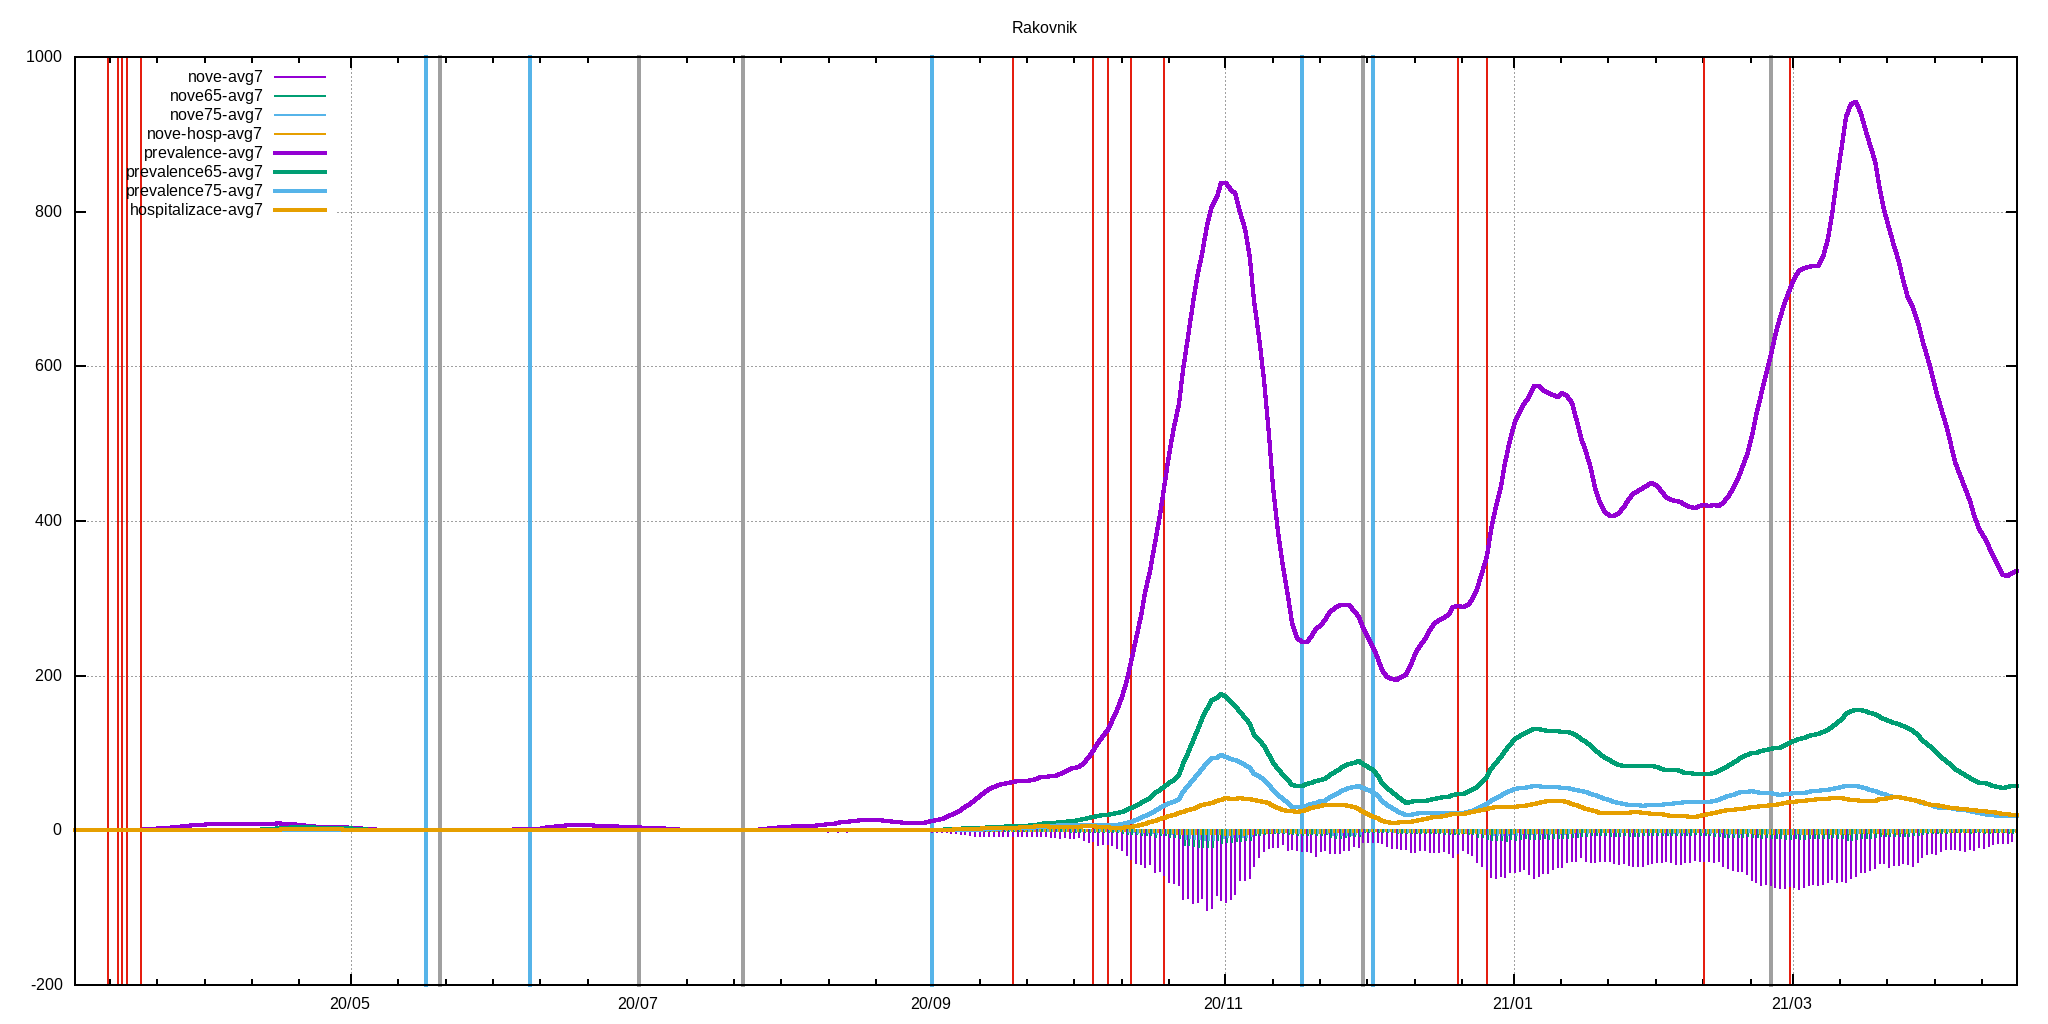 Rakovnik
1000
800
600
400
200
0
-200
nove-avg7
nove65-avg7
nove75-avg7
nove-hosp-avg7
prevalence-avg7
prevalence65-avg7
prevalence75-avg7
hospitalizace-avg7
20/05
20/07
20/09
20/11
21/01
21/03